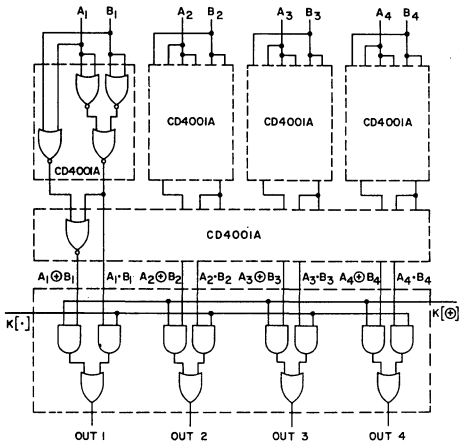 A1 B1 A2 B2 A3 B3 A4 B4
CD4001A CD4001A CD4001A
CD4001A
CD4001A
A1⊕B1 A1•B1 A2⊕B2 A2•B2 A3⊕B3 A3•B3 A4⊕B4 A4•B4
K[•] K[⊕]
OUT 1 OUT 2 OUT 3 OUT 4